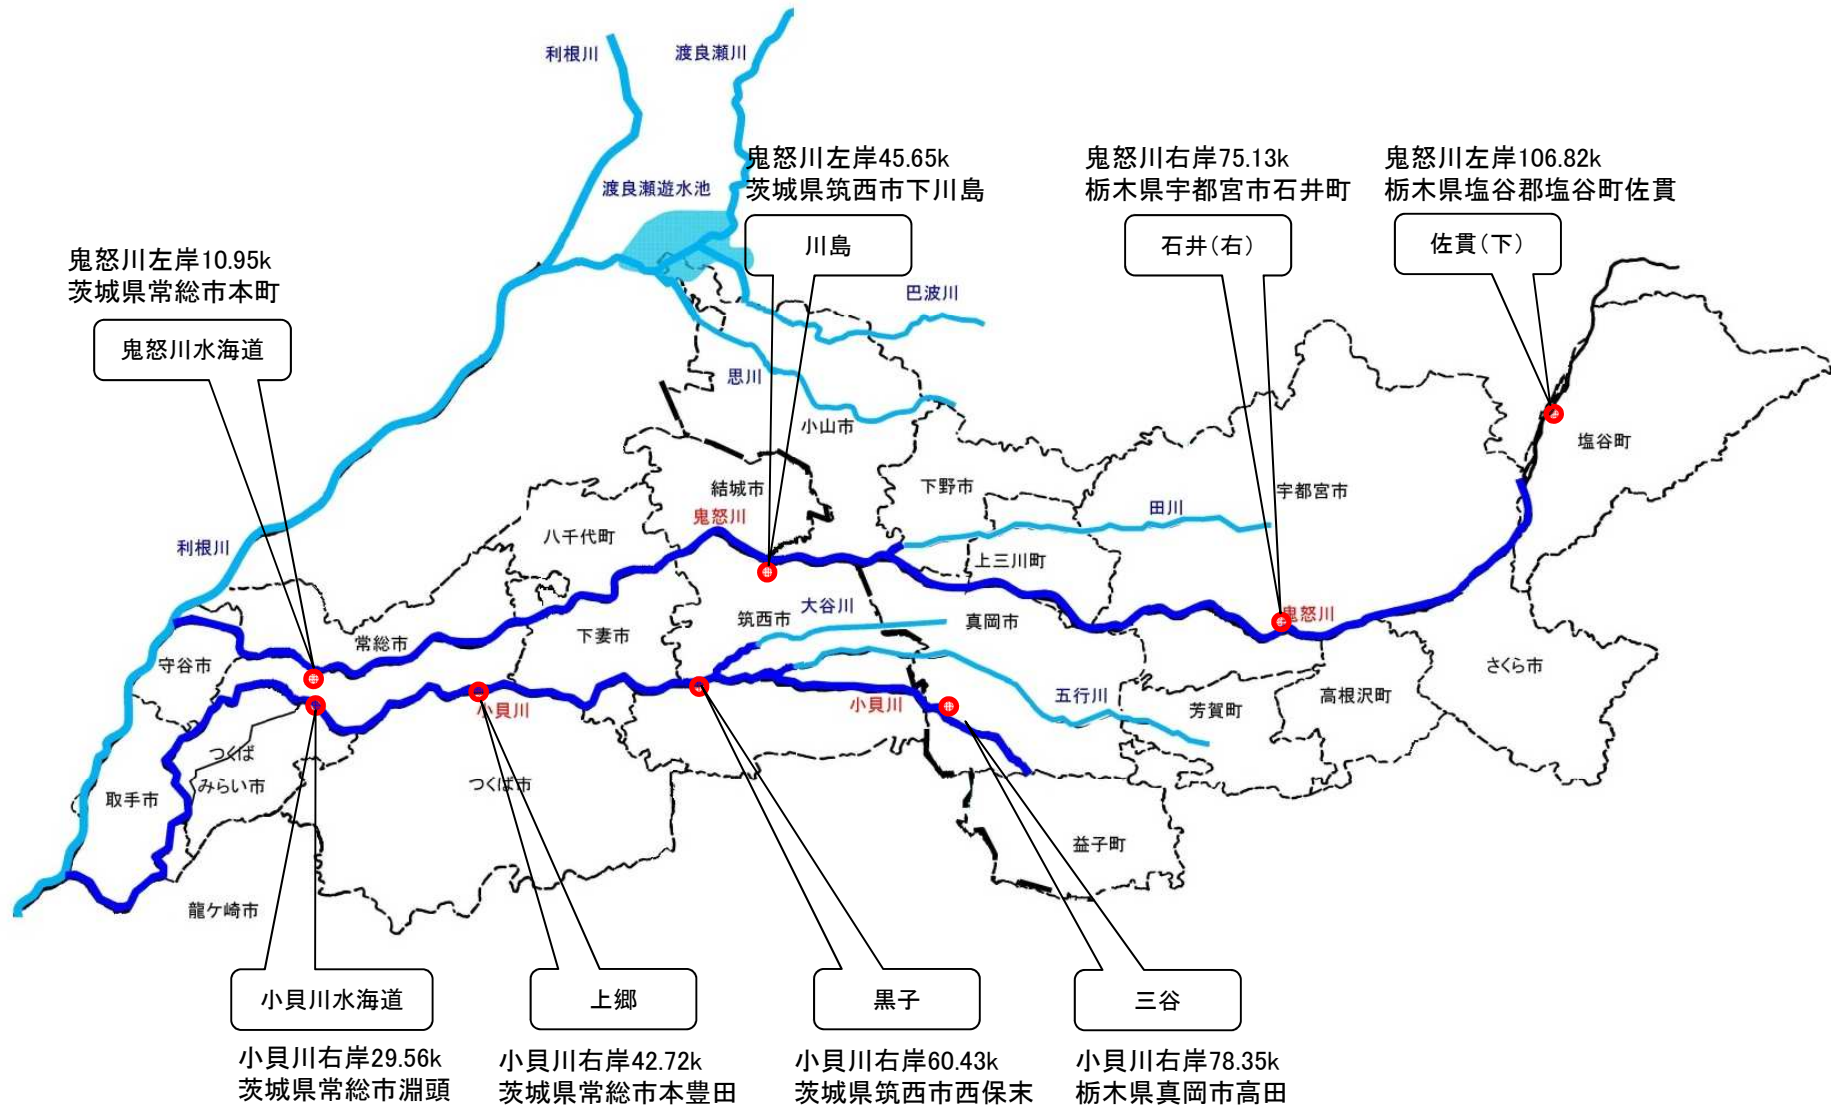 利根川
渡良瀬川
渡良瀬遊水池
鬼怒川左岸45.65k
茨城県筑西市下川島
川島
鬼怒川右岸75.13k
栃木県宇都宮市石井町
石井(右)
鬼怒川左岸106.82k
栃木県塩谷郡塩谷町佐貫
佐貫(下)
鬼怒川左岸10.95k
茨城県常総市本町
鬼怒川水海道
巴波川
思川
小山市
塩谷町
結城市
下野市
宇都宮市
田川
鬼怒川
八千代町
利根川
上三川町
大谷川
筑西市
真岡市
鬼怒川
常総市
下妻市
守谷市
さくら市
小貝川
小貝川
五行川
芳賀町
高根沢町
つくば
みらい市
取手市
つくば市
益子町
龍ケ崎市
小貝川水海道
小貝川右岸29.56k
茨城県常総市淵頭
上郷
小貝川右岸42.72k
茨城県常総市本豊田
黒子
小貝川右岸60.43k
茨城県筑西市西保末
三谷
小貝川右岸78.35k
栃木県真岡市高田